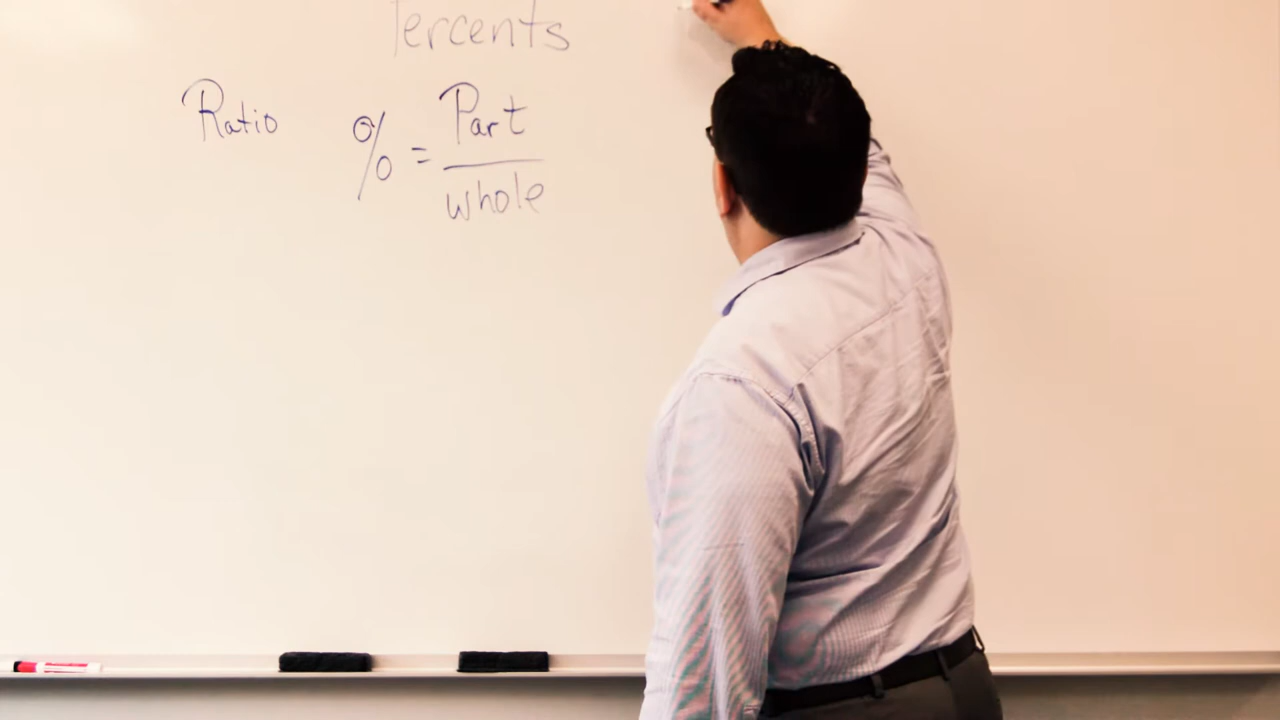 Percents
Ratio % = Part
whole